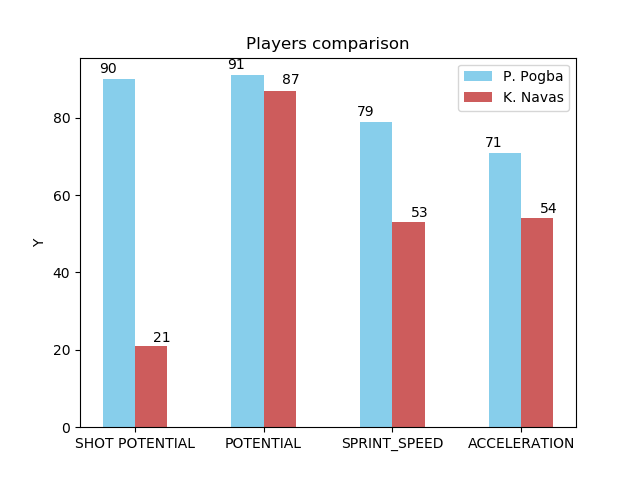 Players comparison
P. Pogba
K. Navas
90
91
87
79
71
53
54
21
80
60
40
20
0
Y
SHOT POTENTIAL
POTENTIAL
SPRINT_SPEED
ACCELERATION